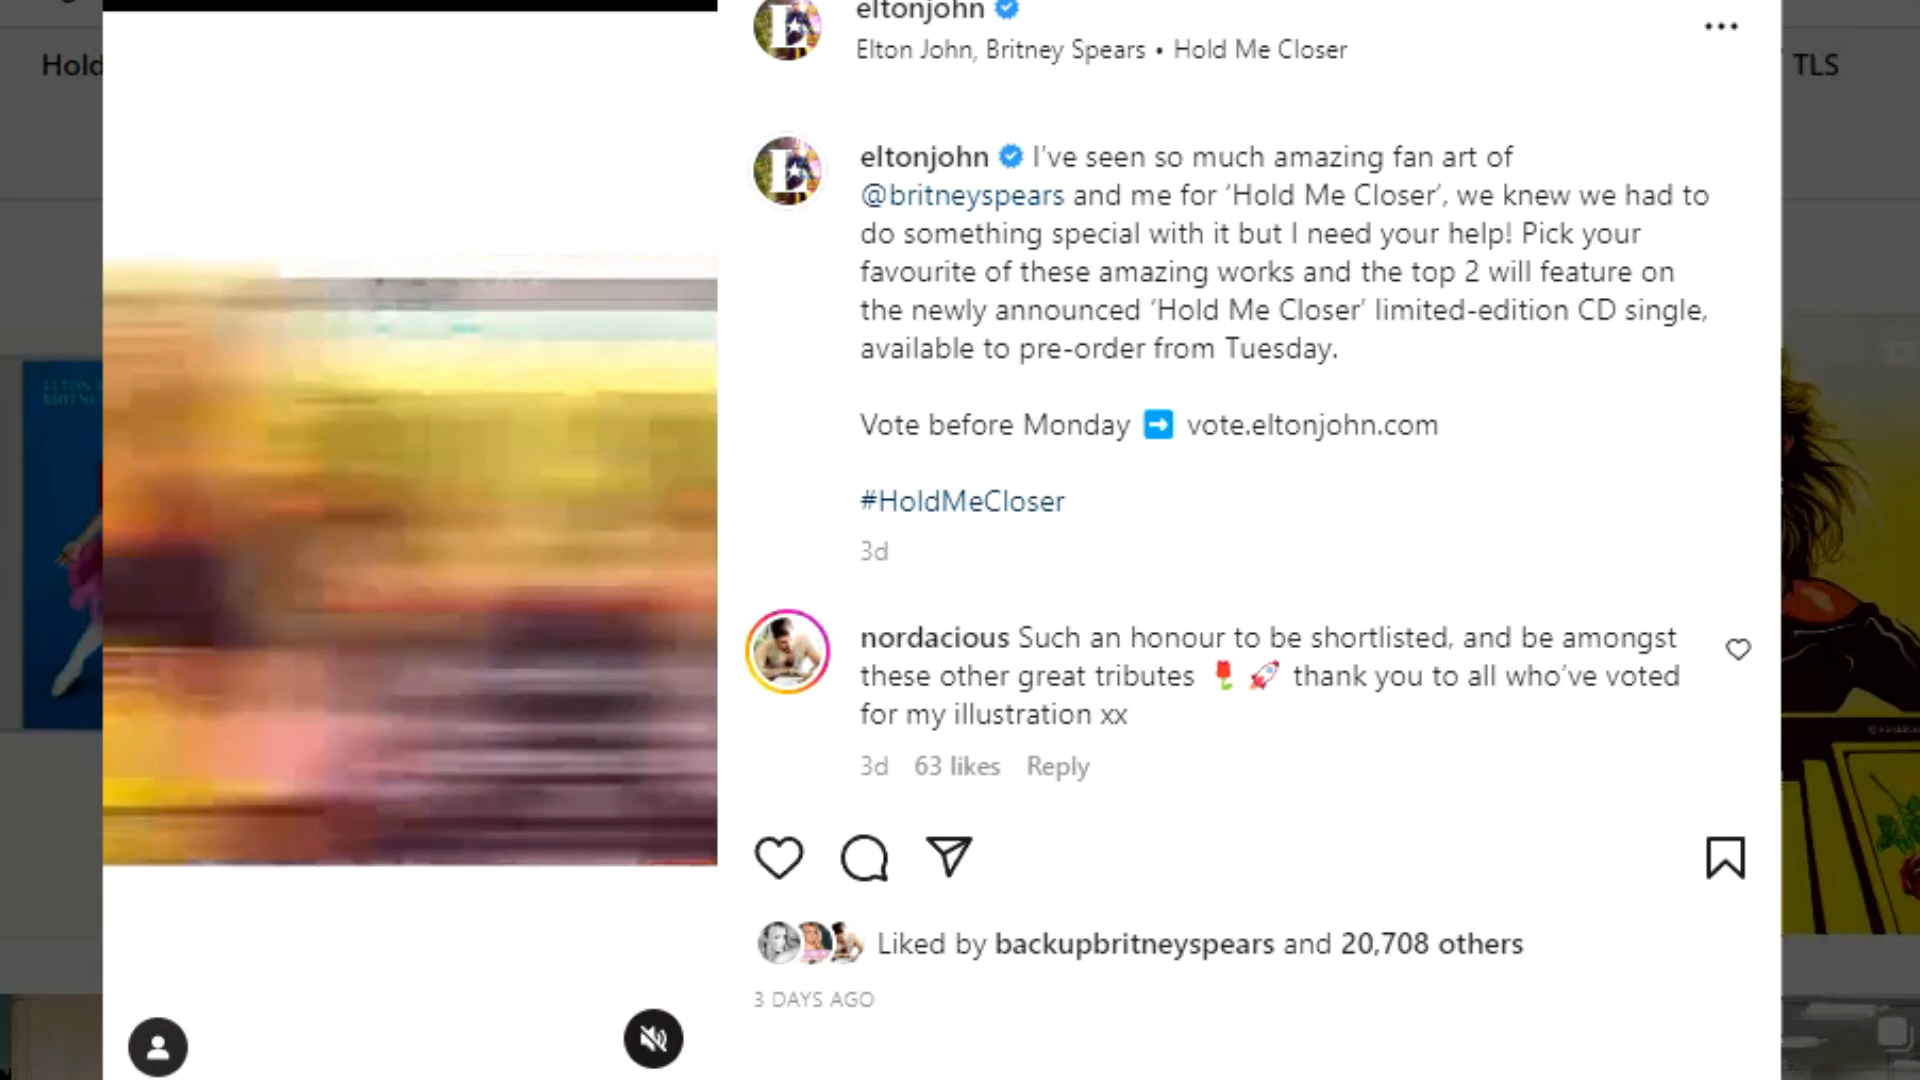 eltonjohn
Elton John, Britney Spears • Hold Me Closer
Hold
TLS
eltonjohn I've seen so much amazing fan art of
@britneyspears and me for ‘Hold Me Closer’, we knew we had to
do something special with it but I need your help! Pick your
favourite of these amazing works and the top 2 will feature on
the newly announced ‘Hold Me Closer’ limited-edition CD single,
available to pre-order from Tuesday.
Vote before Monday ➡️ vote.eltonjohn.com
#HoldMeCloser
3d
nordacious Such an honour to be shortlisted, and be amongst
these other great tributes 🌹 🚀 thank you to all who've voted
for my illustration xx
3d 63 likes Reply
Liked by backupbritneyspears and 20,708 others
3 DAYS AGO